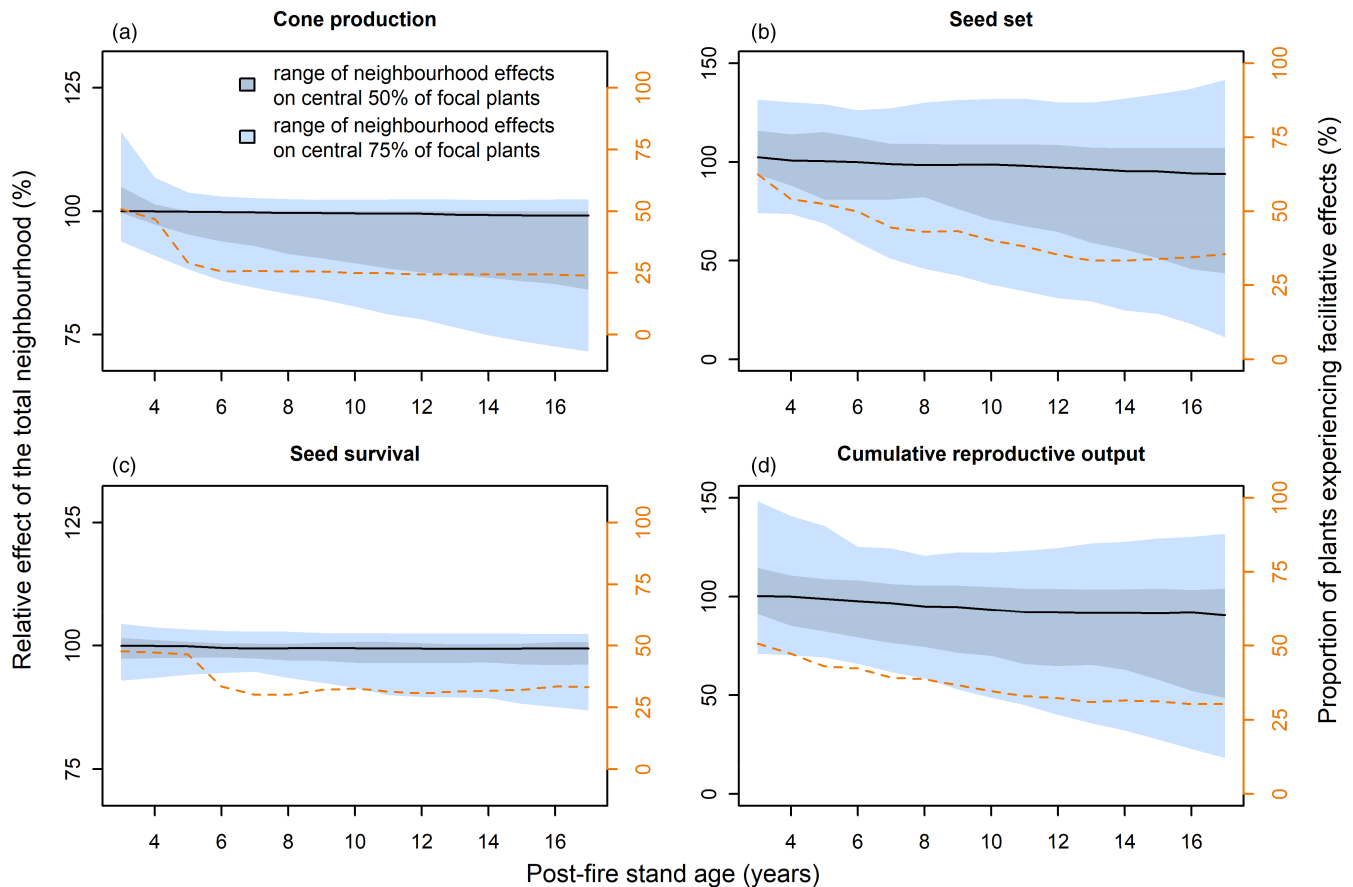 Cone production
(a)
range of neighbourhood effects
on central 50% of focal plants
range of neighbourhood effects
on central 75% of focal plants
125
100
75
100
75
50
25
0
4 6 8 10 12 14 16
Seed set
(b)
150
100
50
0
100
75
50
25
0
4 6 8 10 12 14 16
Seed survival
(c)
125
100
75
100
75
50
25
0
4 6 8 10 12 14 16
Cumulative reproductive output
(d)
150
100
50
0
100
75
50
25
0
4 6 8 10 12 14 16
Relative effect of the total neighbourhood (%)
Proportion of plants experiencing facilitative effects (%)
Post-fire stand age (years)